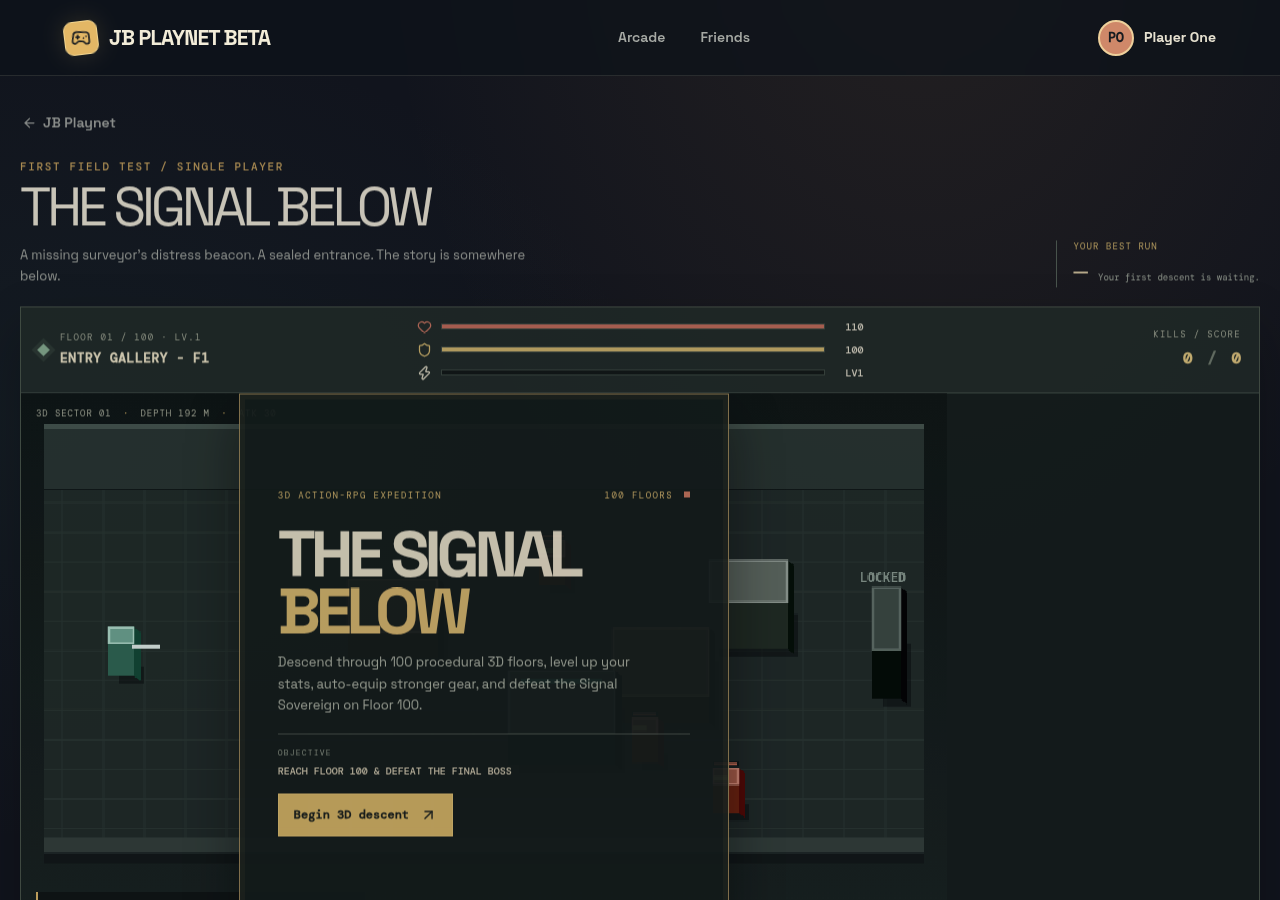 JB PLAYNET BETA
Arcade
Friends
PO
Player One
JB Playnet
FIRST FIELD TEST / SINGLE PLAYER
THE SIGNAL BELOW
A missing surveyor's distress beacon. A sealed entrance. The story is somewhere
below.
YOUR BEST RUN
— Your first descent is waiting.
FLOOR 01 / 100 · LV.1
ENTRY GALLERY - F1
110
100
LV1
KILLS / SCORE
0 / 0
3D SECTOR 01 · DEPTH 192 M ·
3D ACTION-RPG EXPEDITION
100 FLOORS
THE SIGNAL
BELOW
LOCKED
Descend through 100 procedural 3D floors, level up your
stats, auto-equip stronger gear, and defeat the Signal
Sovereign on Floor 100.
OBJECTIVE
REACH FLOOR 100 & DEFEAT THE FINAL BOSS
Begin 3D descent